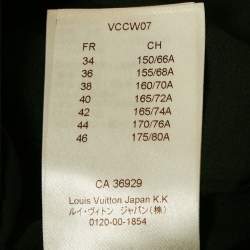 VCCW07
FR CH
34 150/66A
36 155/68A
38 160/70A
40 165/72A
42 165/74A
44 170/76A
46 175/80A
CA 36929
Louis Vuitton Japan K.K
ルイ・ヴィトン ジャパン(株)
0120-00-1854